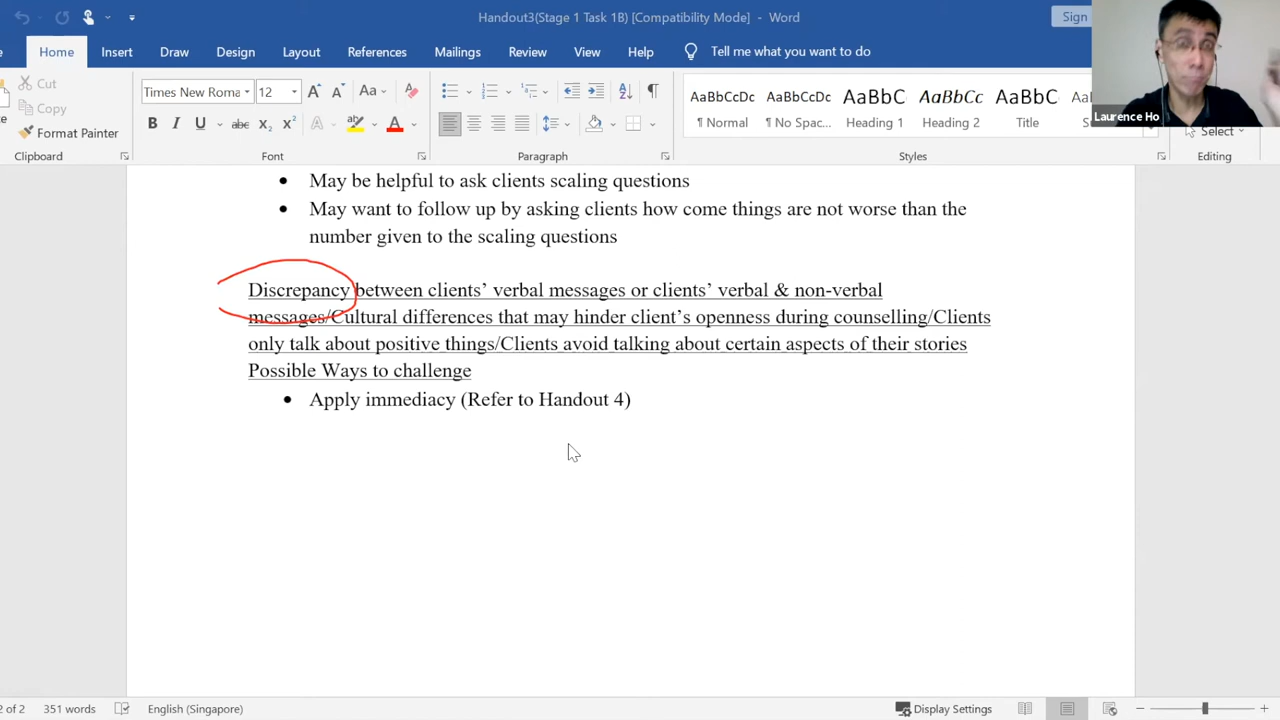 Handout3(Stage 1 Task 1B) [Compatibility Mode] - Word
Sign
Home Insert Draw Design Layout References Mailings Review View Help Tell me what you want to do
Cut
Copy
Format Painter
Clipboard
Times New Roma 12
Aa
B I U abc x₂ x² A A
Font
Paragraph
AaBbCcDc AaBbCcDc AaBbC AaBbCc AaBbC
¶ Normal ¶ No Spac... Heading 1 Heading 2 Title
Styles
Select
Editing
Laurence Ho
• May be helpful to ask clients scaling questions
• May want to follow up by asking clients how come things are not worse than the
number given to the scaling questions
Discrepancy between clients’ verbal messages or clients’ verbal & non-verbal
messages/Cultural differences that may hinder client’s openness during counselling/Clients
only talk about positive things/Clients avoid talking about certain aspects of their stories
Possible Ways to challenge
• Apply immediacy (Refer to Handout 4)
2 of 2 351 words English (Singapore) Display Settings